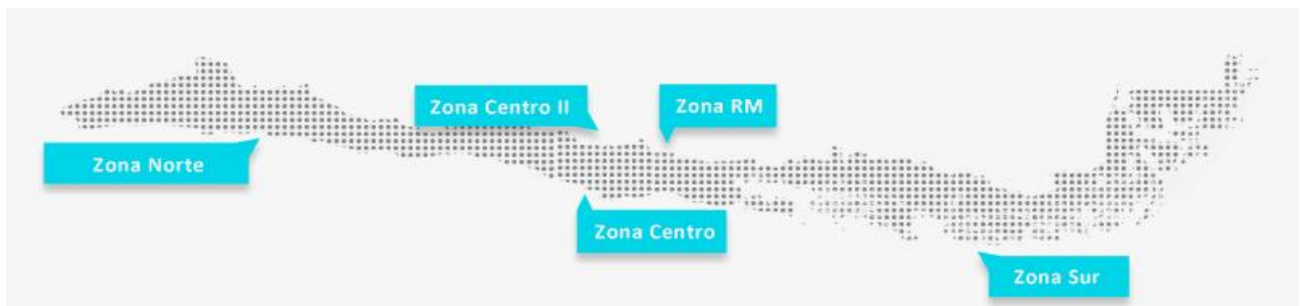 Zona Centro II
Zona RM
Zona Norte
Zona Centro
Zona Sur